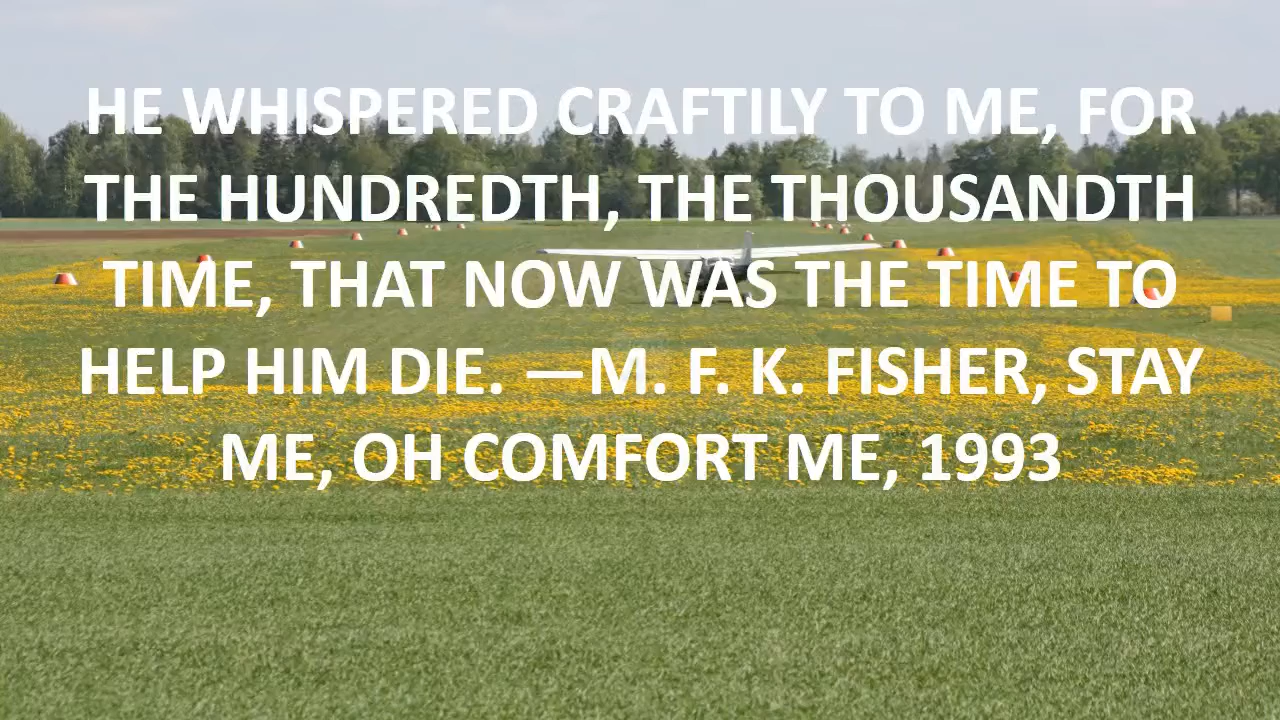 HE WHISPERED CRAFTILY TO ME, FOR
THE HUNDREDTH, THE THOUSANDTH
TIME, THAT NOW WAS THE TIME TO
HELP HIM DIE. —M. F. K. FISHER, STAY
ME, OH COMFORT ME, 1993